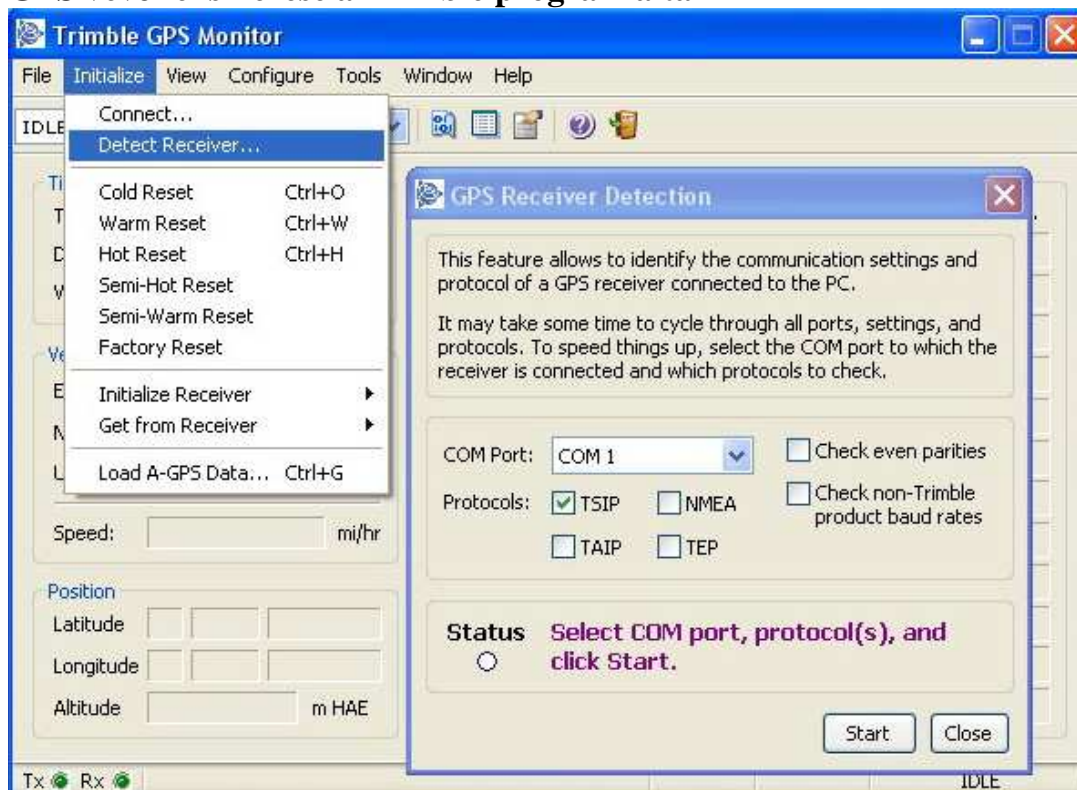 Trimble GPS Monitor
File Initialize View Configure Tools Window Help
IDLE
Connect...
Detect Receiver...
Cold Reset Ctrl+O
Warm Reset Ctrl+W
Hot Reset Ctrl+H
Semi-Hot Reset
Semi-Warm Reset
Factory Reset
Initialize Receiver
Get from Receiver
Load A-GPS Data... Ctrl+G
Speed: mi/hr
Position
Latitude
Longitude
Altitude m HAE
GPS Receiver Detection
This feature allows to identify the communication settings and
protocol of a GPS receiver connected to the PC.
It may take some time to cycle through all ports, settings, and
protocols. To speed things up, select the COM port to which the
receiver is connected and which protocols to check.
COM Port: COM 1 Check even parities
Protocols: TSIP NMEA Check non-Trimble
product baud rates
TAIP TEP
Status Select COM port, protocol(s), and
click Start.
Start Close
Tx Rx IDLE